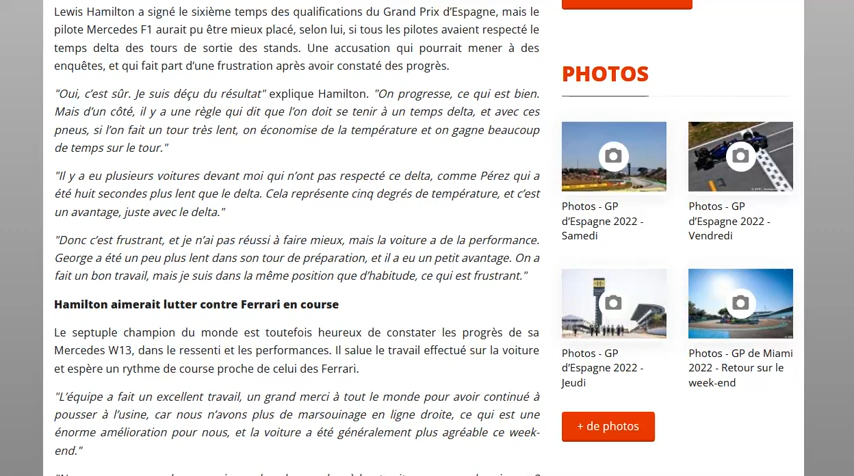 Lewis Hamilton a signé le sixième temps des qualifications du Grand Prix d’Espagne, mais le
pilote Mercedes F1 aurait pu être mieux placé, selon lui, si tous les pilotes avaient respecté le
temps delta des tours de sortie des stands. Une accusation qui pourrait mener à des
enquêtes, et qui fait part d’une frustration après avoir constaté des progrès.
"Oui, c’est sûr. Je suis déçu du résultat" explique Hamilton. "On progresse, ce qui est bien.
Mais d’un côté, il y a une règle qui dit que l’on doit se tenir à un temps delta, et avec ces
pneus, si l’on fait un tour très lent, on économise de la température et on gagne beaucoup
de temps sur le tour."
"Il y a eu plusieurs voitures devant moi qui n’ont pas respecté ce delta, comme Pérez qui a
été huit secondes plus lent que le delta. Cela représente cinq degrés de température, et c’est
un avantage, juste avec le delta."
"Donc c’est frustrant, et je n’ai pas réussi à faire mieux, mais la voiture a de la performance.
George a été un peu plus lent dans son tour de préparation, et il a eu un petit avantage. On a
fait un bon travail, mais je suis dans la même position que d’habitude, ce qui est frustrant."
Hamilton aimerait lutter contre Ferrari en course
Le septuple champion du monde est toutefois heureux de constater les progrès de sa
Mercedes W13, dans le ressenti et les performances. Il salue le travail effectué sur la voiture
et espère un rythme de course proche de celui des Ferrari.
"L’équipe a fait un excellent travail, un grand merci à tout le monde pour avoir continué à
pousser à l’usine, car nous n’avons plus de marsouinage en ligne droite, ce qui est une
énorme amélioration pour nous, et la voiture a été généralement plus agréable ce week-
end."
PHOTOS
Photos - GP
d’Espagne 2022 -
Samedi
Photos - GP
d’Espagne 2022 -
Vendredi
Photos - GP
d’Espagne 2022 -
Jeudi
Photos - GP de Miami
2022 - Retour sur le
week-end
+ de photos